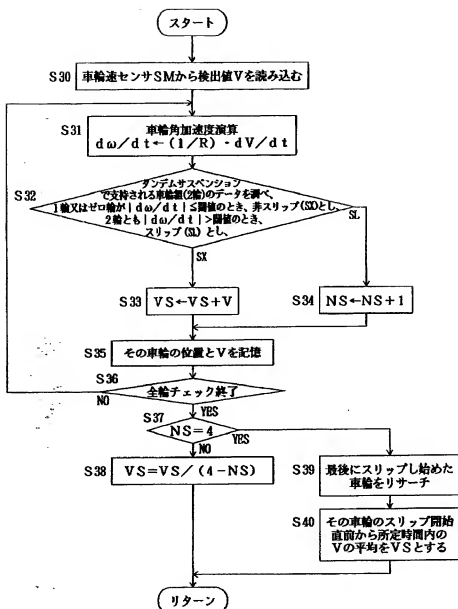 スタート
S30
車輪速センサSMから検出値Vを読み込む
S31
車輪角加速度演算
dω/dt←(1/R)・dV/dt
S32
タンデムサスペンション
で支持される車輪組(2輪)のデータを調べ、
1輪又はゼロ輪が|dω/dt|≦閾値のとき、非スリップ(SX)とし、
2輪とも|dω/dt|>閾値のとき、
スリップ(SL)とし、
SL
SX
S33
VS←VS+V
S34
NS←NS+1
S35
その車輪の位置とVを記憶
S36
全輪チェック終了
NO
YES
S37
NS=4
YES
NO
S38
VS=VS/(4-NS)
S39
最後にスリップし始めた
車輪をリサーチ
S40
その車輪のスリップ開始
直前から所定時間内の
Vの平均をVSとする
リターン